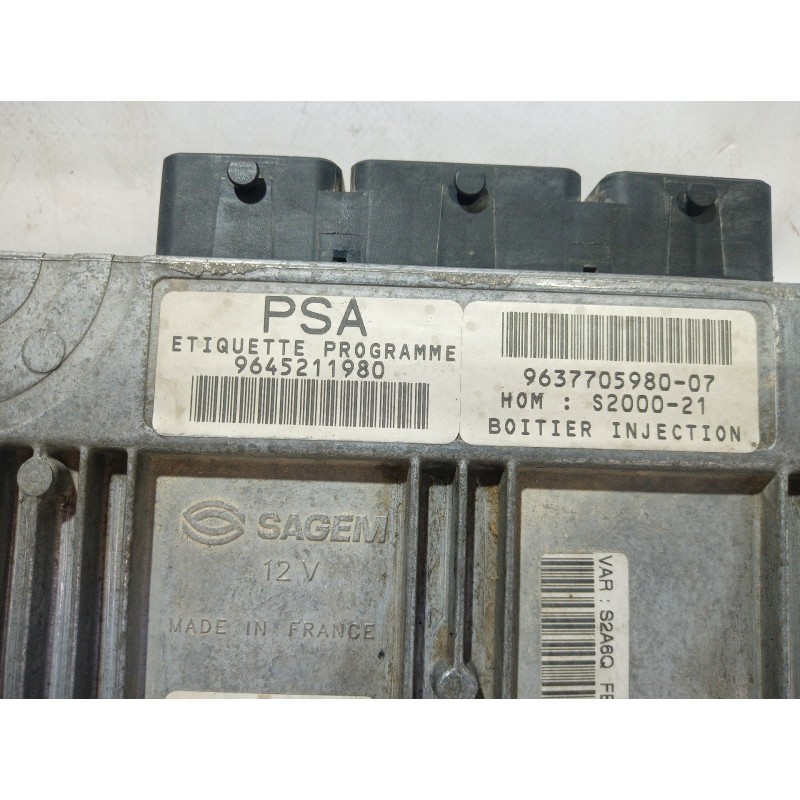 PSA
ETIQUETTE PROGRAMME
9645211980
9637705980-07
HOM : S2000-21
BOITIER INJECTION
SAGEM
12 V
MADE IN FRANCE
VAR : S2A6Q